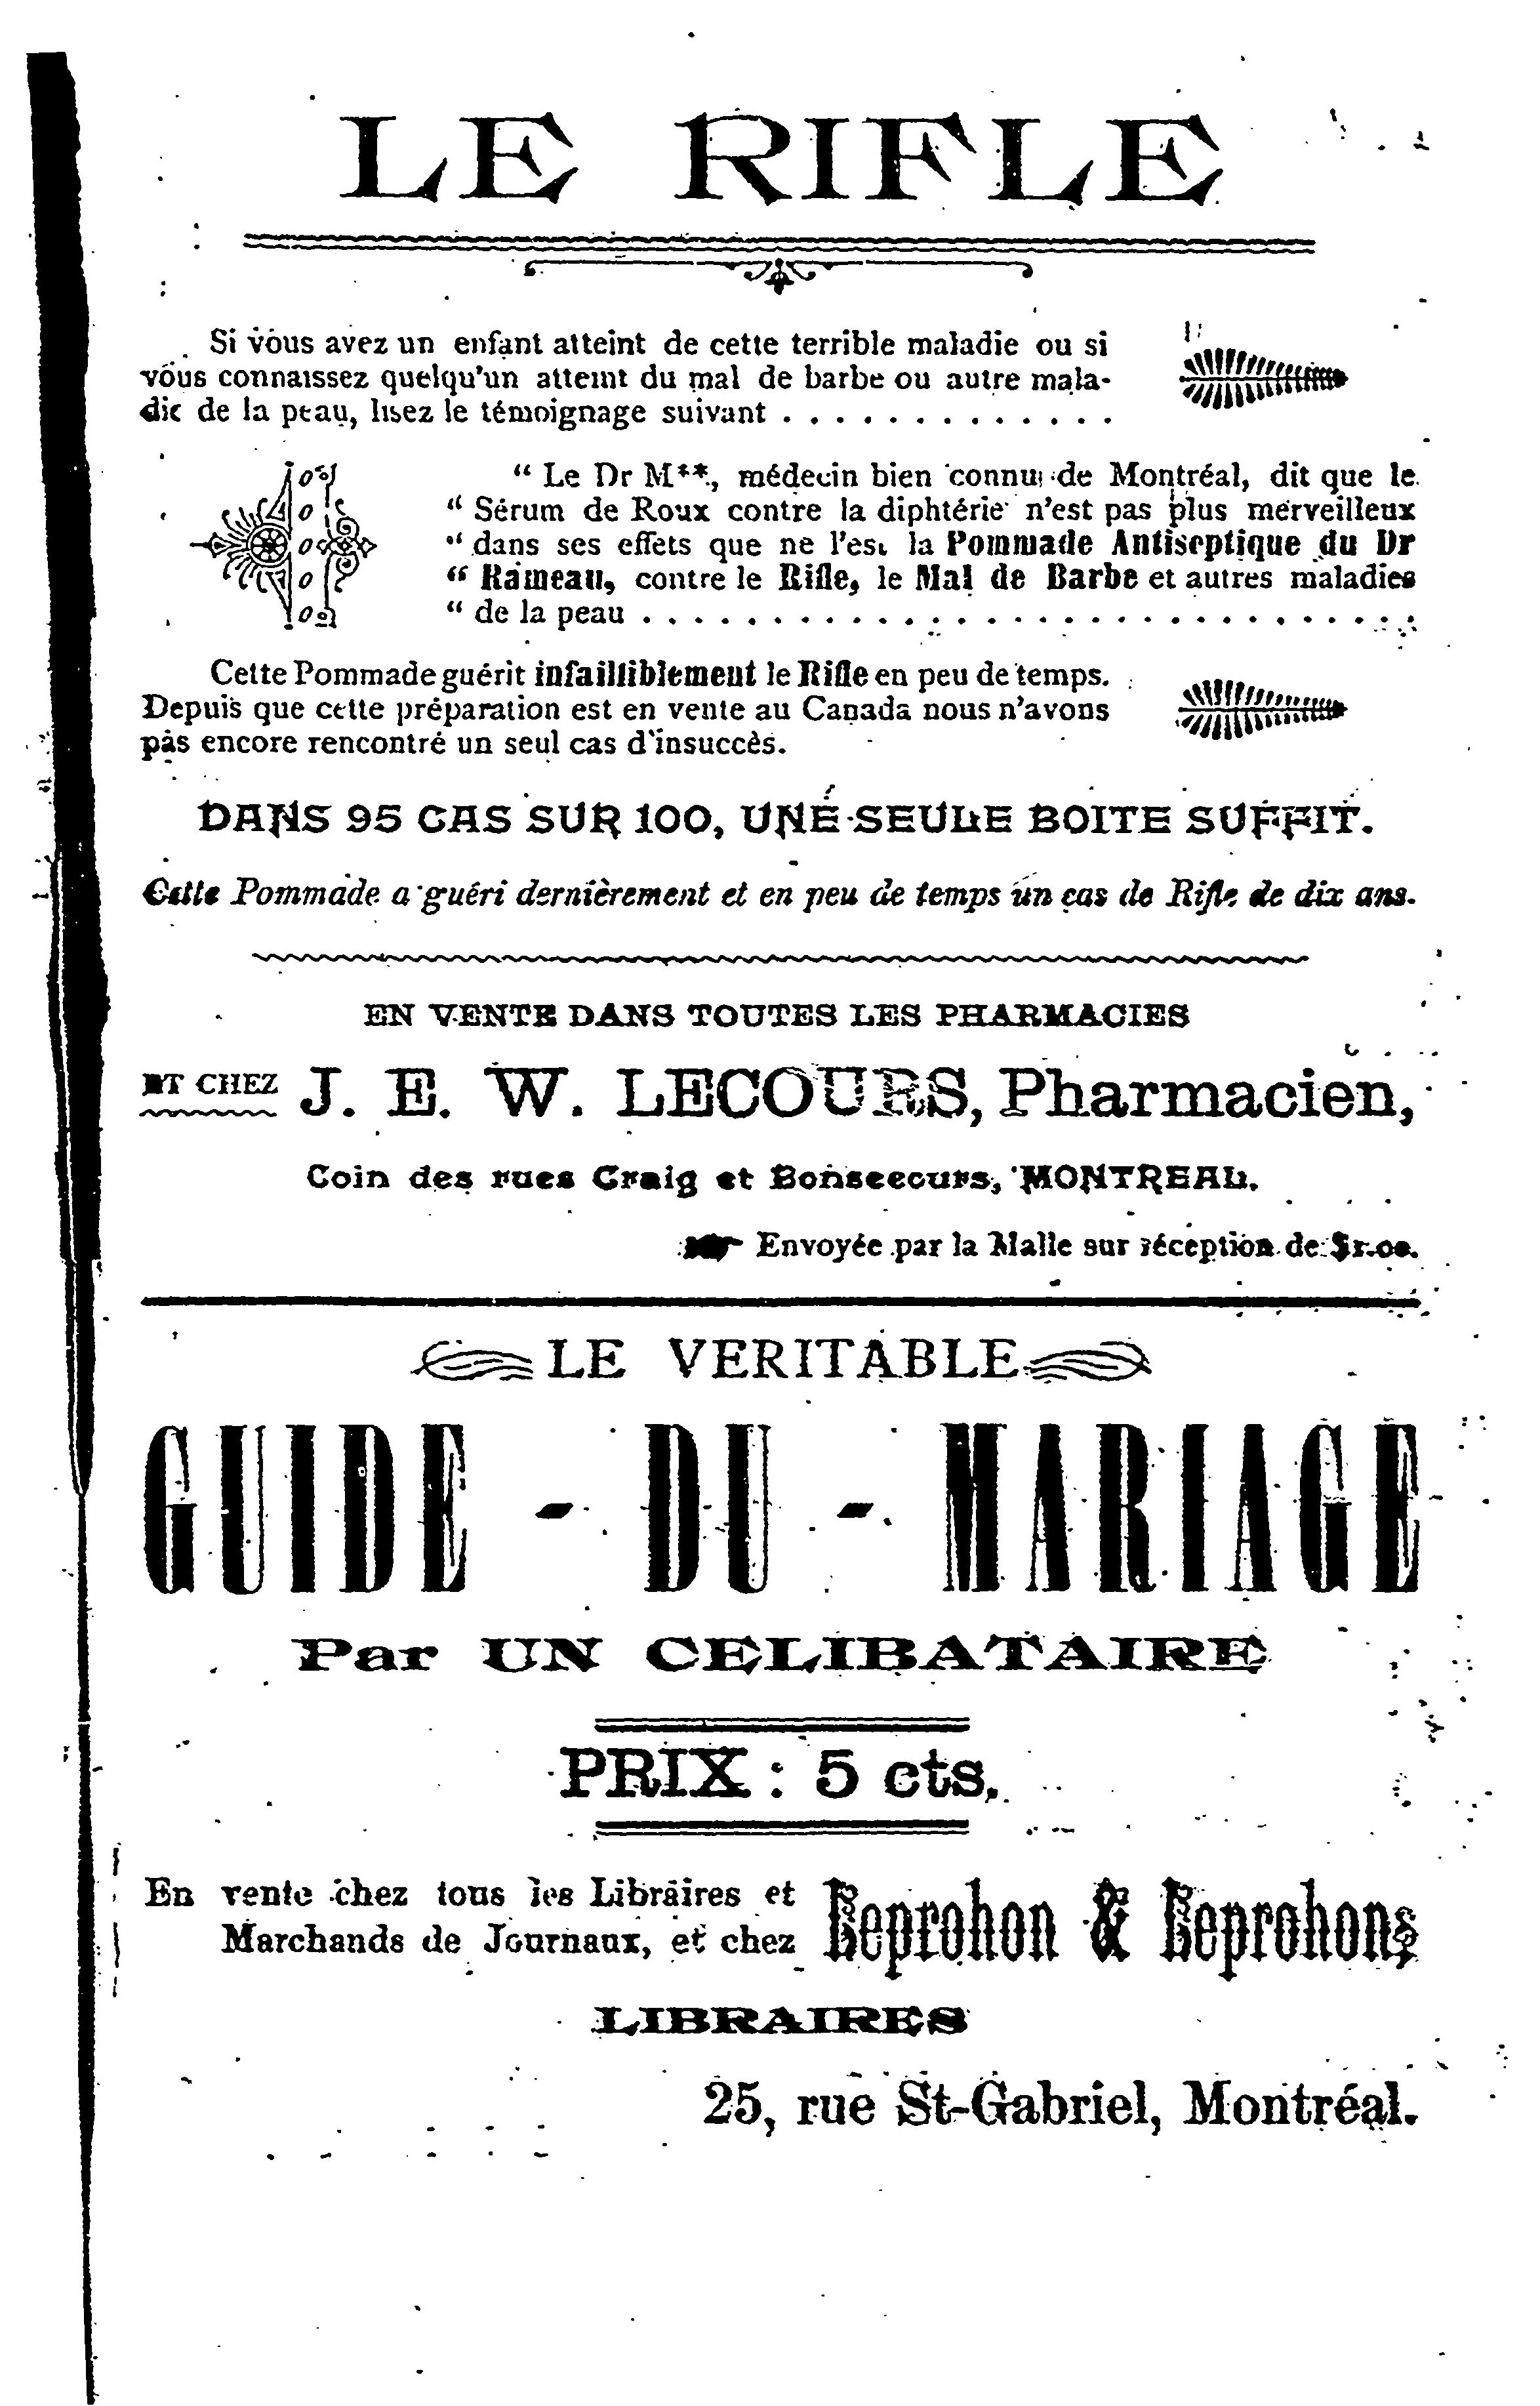 LE RIFLE
Si vous avez un enfant atteint de cette terrible maladie ou si
vous connaissez quelqu'un atteint du mal de barbe ou autre mala-
die de la peau, lisez le témoignage suivant . . . . . . . . . . . . .
“ Le Dr M**, médecin bien connu de Montréal, dit que le
“ Sérum de Roux contre la diphtérie n'est pas plus merveilleux
“ dans ses effets que ne l'est la Pommade Antiseptique du Dr
“ Rameau, contre le Rifle, le Mal de Barbe et autres maladies
“ de la peau . . . . . . . . . . . . . . . . . . . . . . . . . . . . . .
Cette Pommade guérit infailliblement le Rifle en peu de temps.
Depuis que cette préparation est en vente au Canada nous n'avons
pas encore rencontré un seul cas d'insuccès.
DANS 95 CAS SUR 100, UNE SEULE BOITE SUFFIT.
Cette Pommade a guéri dernièrement et en peu de temps un cas de Rifle de dix ans.
EN VENTE DANS TOUTES LES PHARMACIES
ET CHEZ J. E. W. LECOURS, Pharmacien,
Coin des rues Craig et Bonsecours, MONTREAL.
Envoyée par la Malle sur réception de $1.00.
LE VERITABLE
GUIDE - DU - MARIAGE
Par UN CELIBATAIRE
PRIX : 5 cts.
En vente chez tous les Libraires et
Marchands de Journaux, et chez Leprohon & Leprohon,
LIBRAIRES
25, rue St-Gabriel, Montréal.